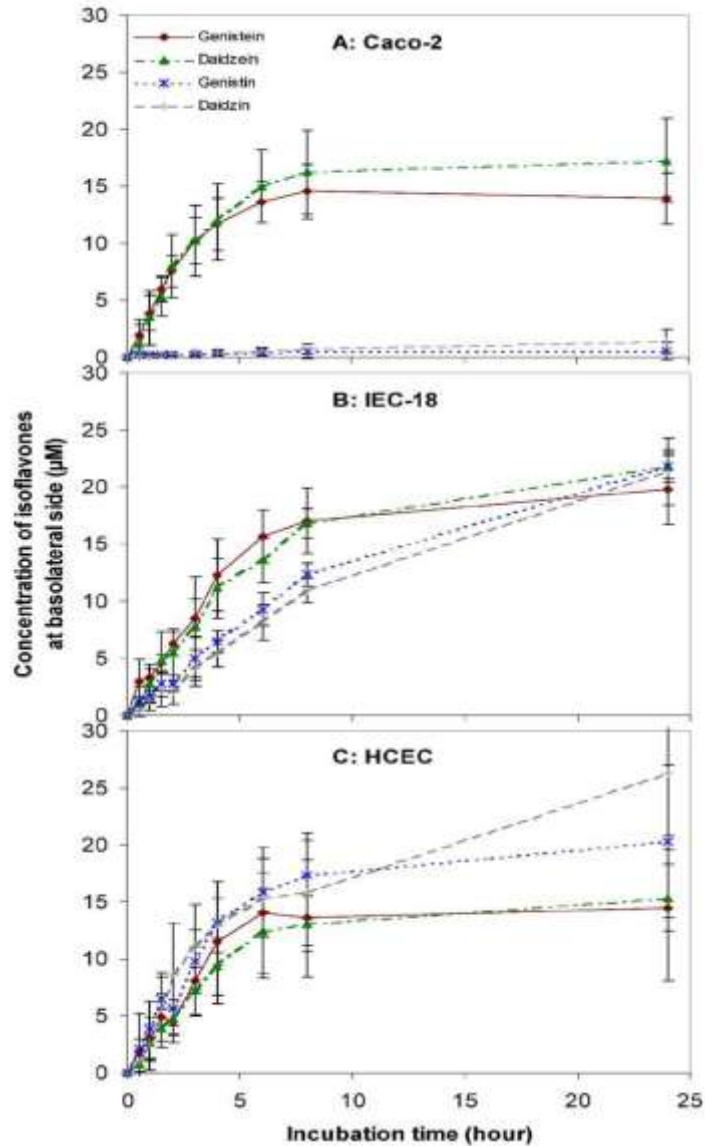 30
25
20
15
10
5
0
A: Caco-2
Genistein
Daidzein
Genistin
Daidzin
30
25
20
15
10
5
0
B: IEC-18
30
25
20
15
10
5
0
C: HCEC
0 5 10 15 20 25
Incubation time (hour)
Concentration of isoflavones
at basolateral side (µM)